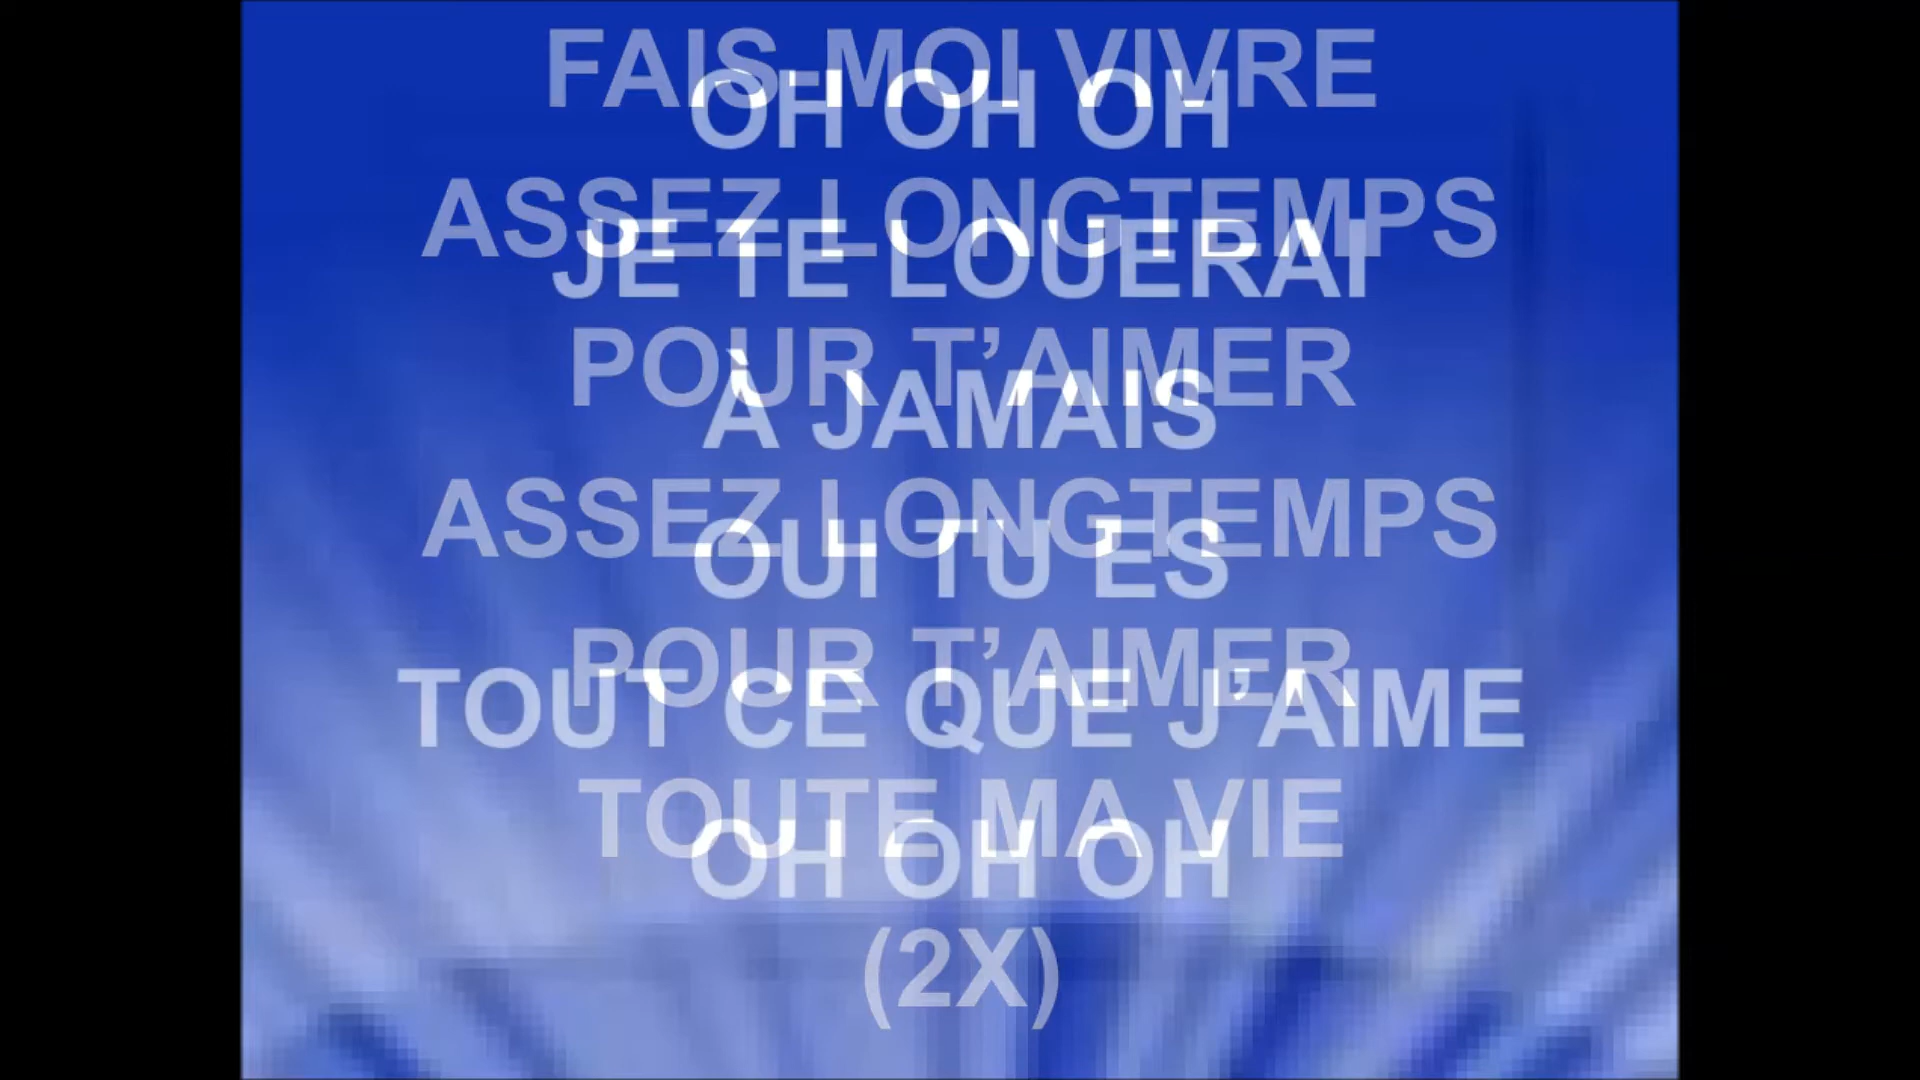 FAIS-MOI VIVRE
OH OH OH
ASSEZ LONGTEMPS
JE TE LOUERAI
POUR T’AIMER
À JAMAIS
ASSEZ LONGTEMPS
OUI TU ES
POUR T’AIMER
TOUT CE QUE J’AIME
TOUTE MA VIE
OH OH OH
(2X)